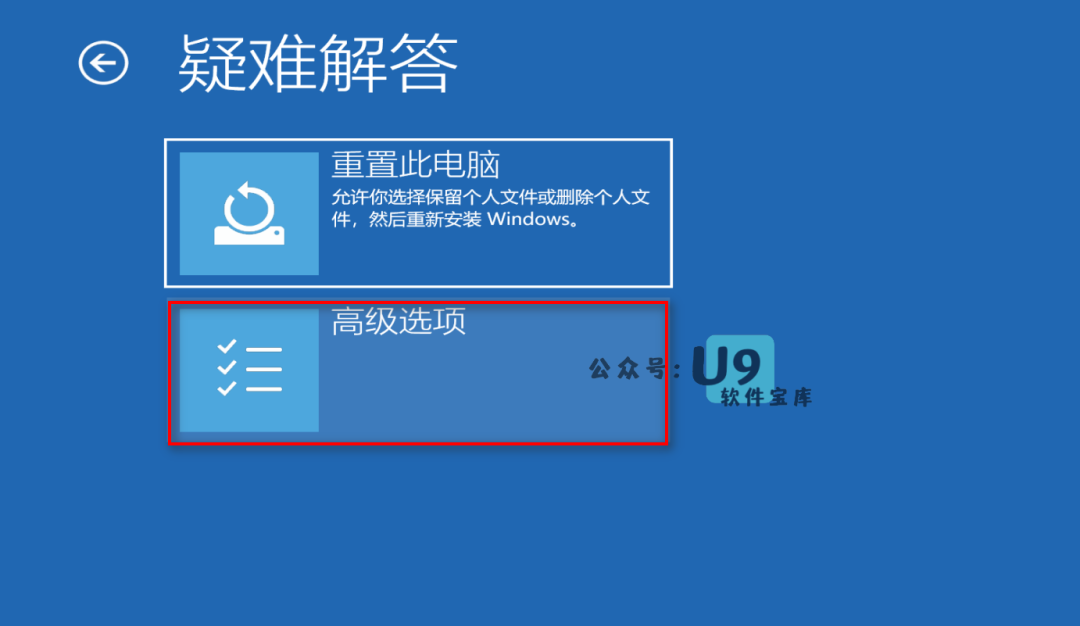 疑难解答
重置此电脑
允许你选择保留个人文件或删除个人文
件，然后重新安装 Windows。
高级选项
公众号：U9
软件宝库